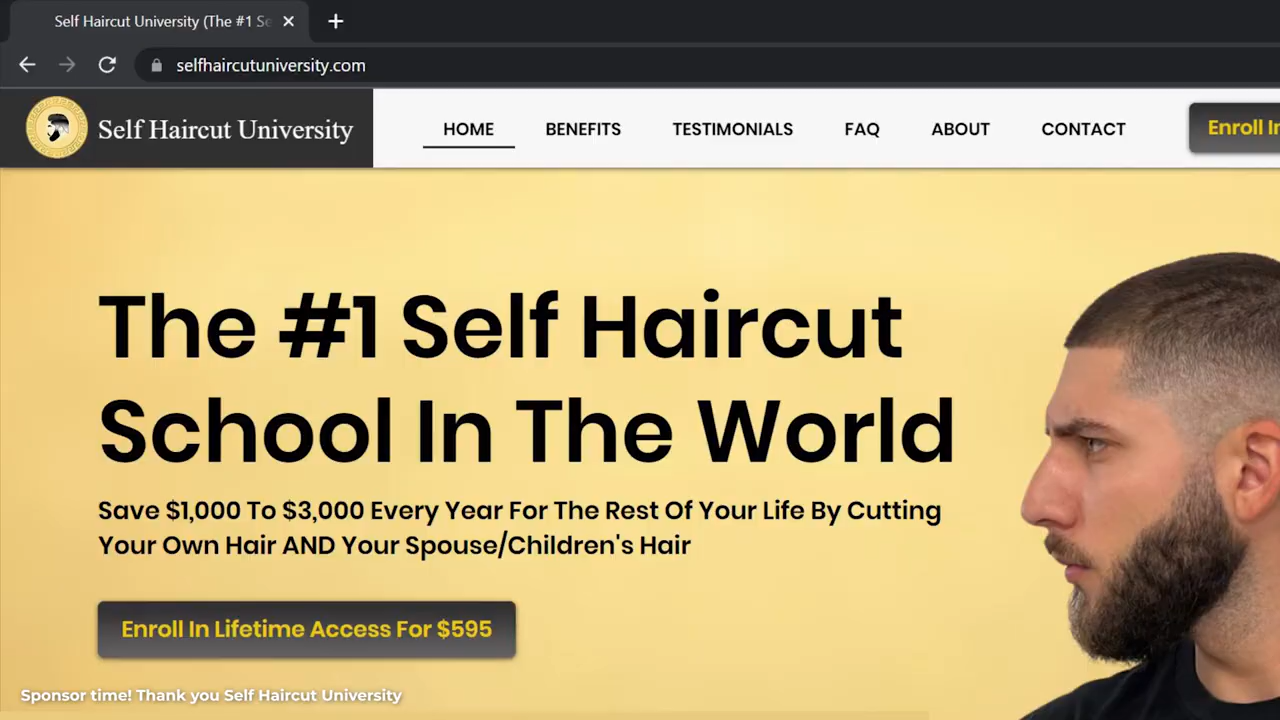 Self Haircut University (The #1 Se
selfhaircutuniversity.com
Self Haircut University
HOME
BENEFITS
TESTIMONIALS
FAQ
ABOUT
CONTACT
Enroll In
The #1 Self Haircut
School In The World
Save $1,000 To $3,000 Every Year For The Rest Of Your Life By Cutting
Your Own Hair AND Your Spouse/Children's Hair
Enroll In Lifetime Access For $595
Sponsor time! Thank you Self Haircut University